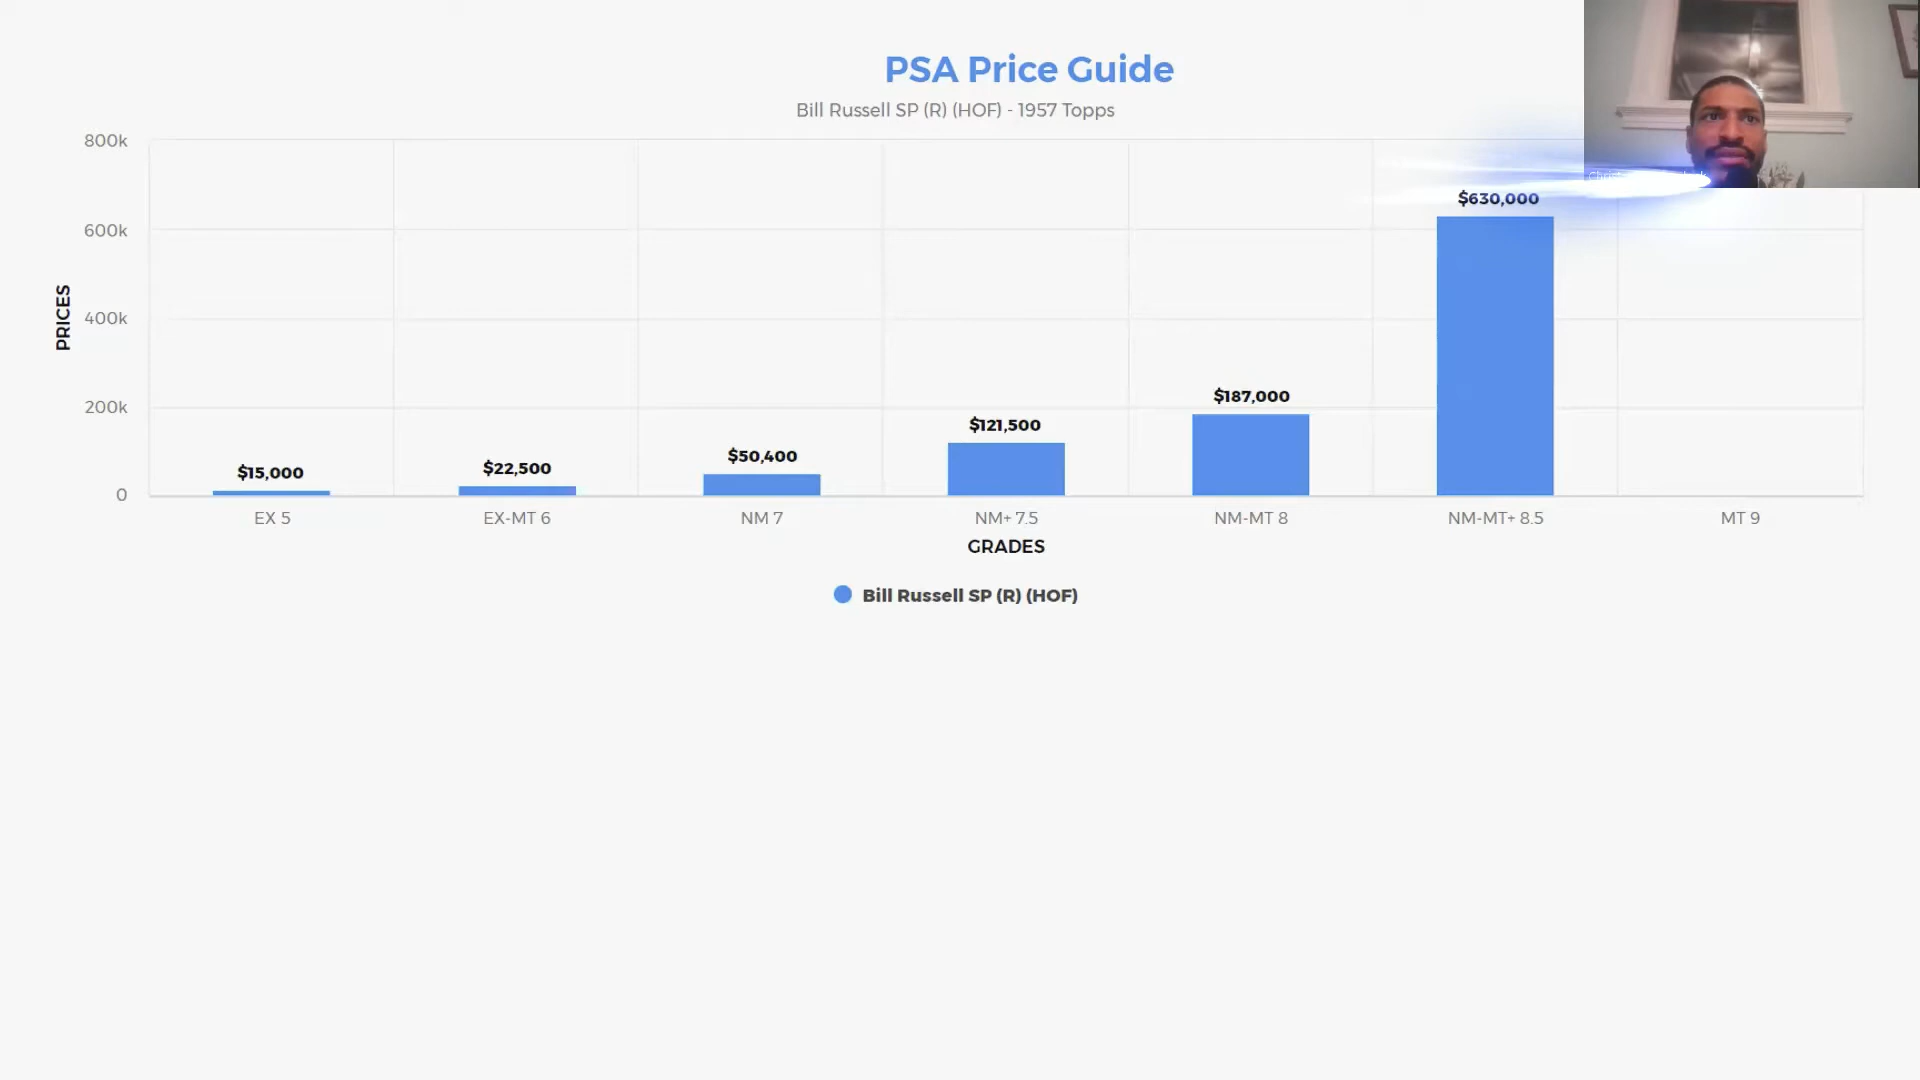 PSA Price Guide
Bill Russell SP (R) (HOF) - 1957 Topps
800k
600k
400k
200k
0
PRICES
$15,000
$22,500
$50,400
$121,500
$187,000
$630,000
EX 5
EX-MT 6
NM 7
NM+ 7.5
NM-MT 8
NM-MT+ 8.5
MT 9
GRADES
Bill Russell SP (R) (HOF)